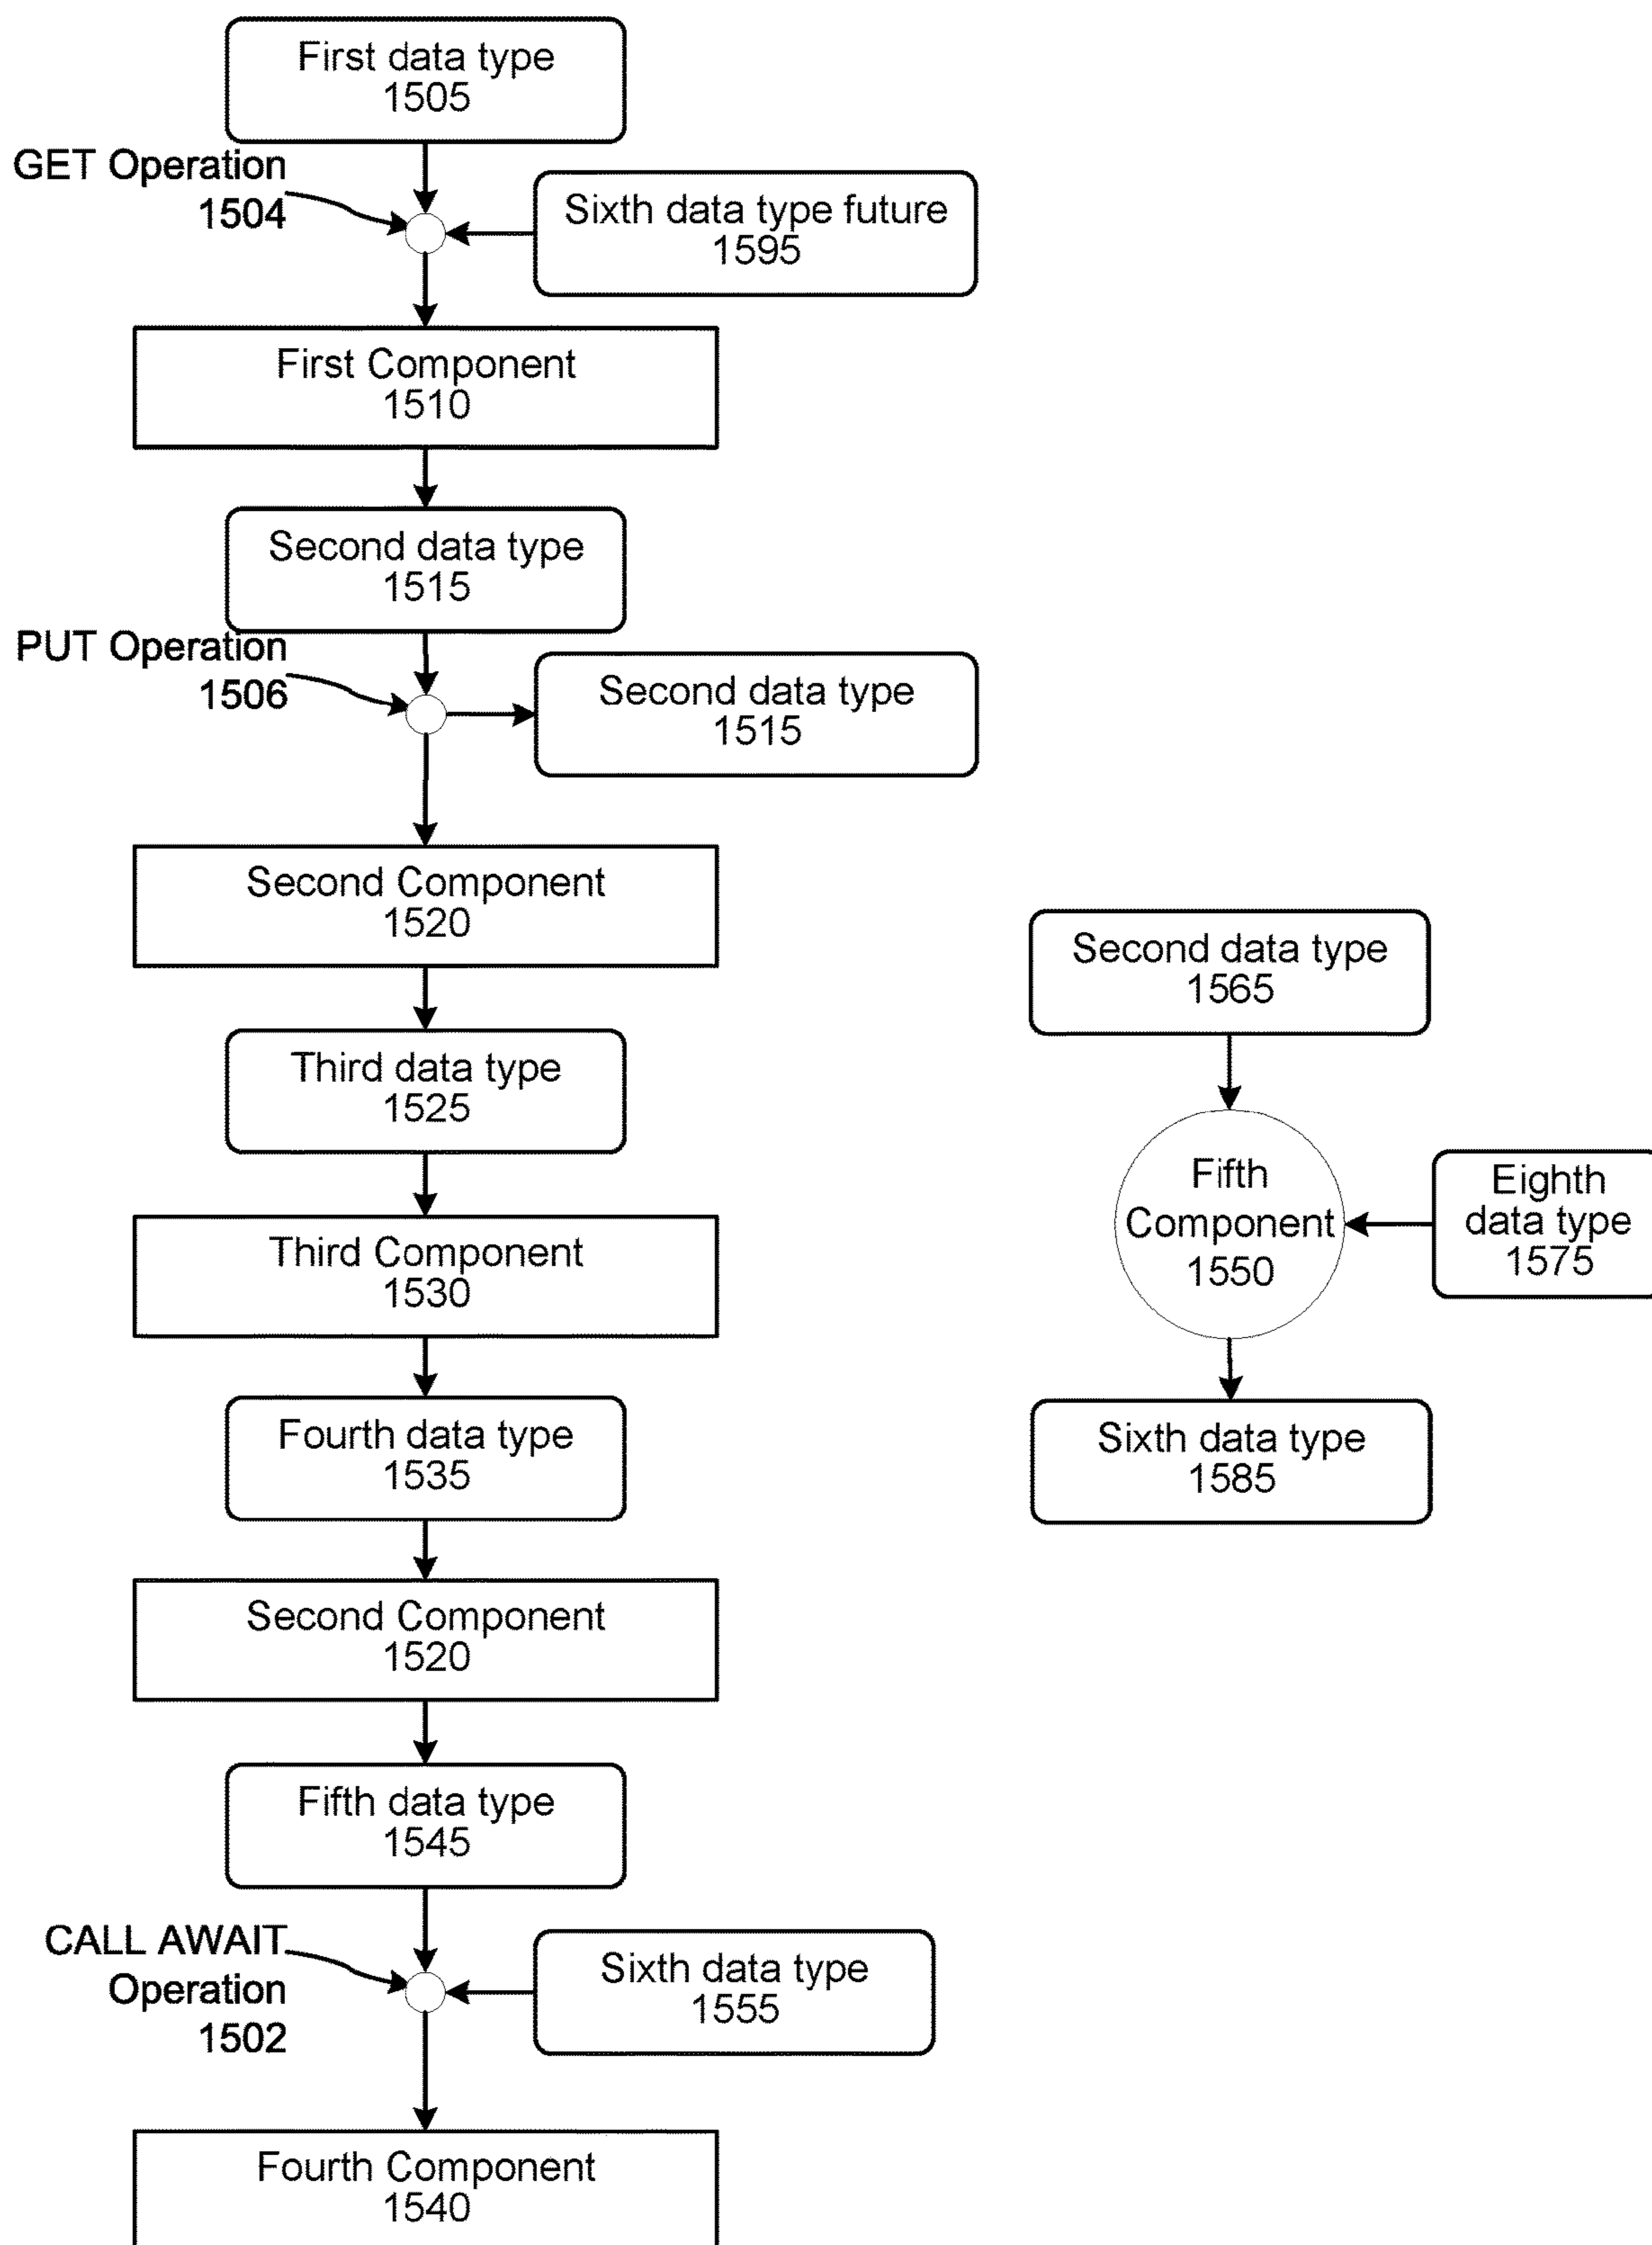 First data type
1505
GET Operation
1504
Sixth data type future
1595
First Component
1510
Second data type
1515
PUT Operation
1506
Second data type
1515
Second Component
1520
Second data type
1565
Third data type
1525
Fifth
Component
1550
Eighth
data type
1575
Third Component
1530
Fourth data type
1535
Sixth data type
1585
Second Component
1520
Fifth data type
1545
CALL AWAIT
Operation
1502
Sixth data type
1555
Fourth Component
1540